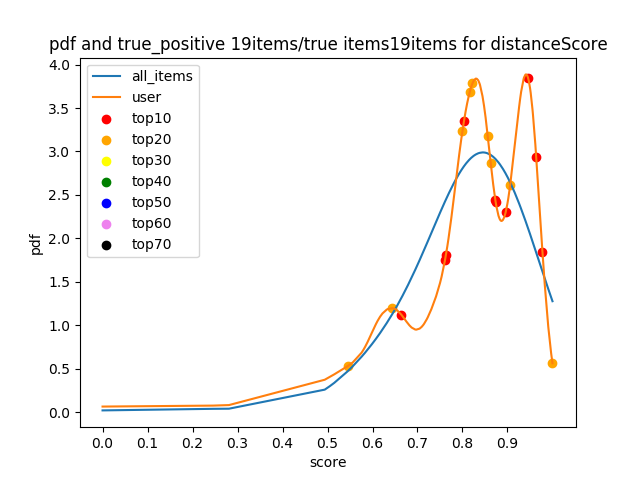 pdf and true_positive 19items/true items19items for distanceScore
4.0
3.5
3.0
2.5
2.0
1.5
1.0
0.5
0.0
pdf
all_items
user
top10
top20
top30
top40
top50
top60
top70
0.0 0.1 0.2 0.3 0.4 0.5 0.6 0.7 0.8 0.9
score